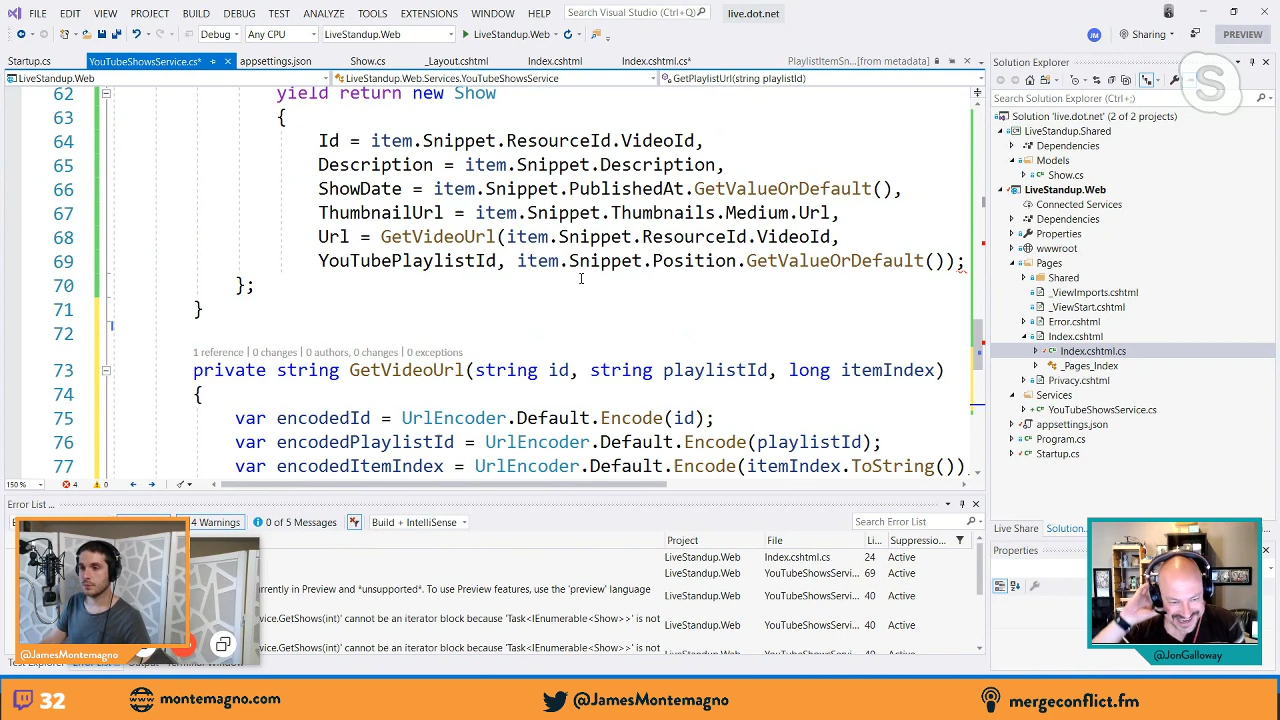 FILE EDIT VIEW PROJECT BUILD DEBUG TEST ANALYZE TOOLS EXTENSIONS WINDOW HELP Search Visual Studio (Ctrl+Q) live.dot.net
Debug Any CPU LiveStandup.Web LiveStandup.Web JM Sharing PREVIEW
Startup.cs YouTubeShowsService.cs* appsettings.json Show.cs _Layout.cshtml Index.cshtml Index.cshtml.cs* PlaylistItemSn... [from metadata]
LiveStandup.Web LiveStandup.Web.Services.YouTubeShowsService GetPlaylistUrl(string playlistId)
62 yield return new Show
63 {
64 Id = item.Snippet.ResourceId.VideoId,
65 Description = item.Snippet.Description,
66 ShowDate = item.Snippet.PublishedAt.GetValueOrDefault(),
67 ThumbnailUrl = item.Snippet.Thumbnails.Medium.Url,
68 Url = GetVideoUrl(item.Snippet.ResourceId.VideoId,
69 YouTubePlaylistId, item.Snippet.Position.GetValueOrDefault());
70 };
71 }
72
1 reference | 0 changes | 0 authors, 0 changes | 0 exceptions
73 private string GetVideoUrl(string id, string playlistId, long itemIndex)
74 {
75 var encodedId = UrlEncoder.Default.Encode(id);
76 var encodedPlaylistId = UrlEncoder.Default.Encode(playlistId);
77 var encodedItemIndex = UrlEncoder.Default.Encode(itemIndex.ToString())
150 % 4 0
Solution Explorer
Search Solution Explorer (Ctrl+;)
Solution 'live.dot.net' (2 of 2 projects)
LiveStandup.Shared
Dependencies
Models
Show.cs
LiveStandup.Web
Connected Services
Dependencies
Properties
wwwroot
Pages
Shared
_ViewImports.cshtml
_ViewStart.cshtml
Error.cshtml
Index.cshtml
Index.cshtml.cs
_Pages_Index
Privacy.cshtml
Services
YouTubeShowsService.cs
appsettings.json
Program.cs
Startup.cs
Live Share Solution...
Properties
Error List ...
4 Warnings 0 of 5 Messages Build + IntelliSense Search Error List
Project File Li... Suppressio...
LiveStandup.Web Index.cshtml.cs 24 Active
LiveStandup.Web YouTubeShowsServi... 69 Active
rrently in Preview and *unsupported*. To use Preview features, use the 'preview' language LiveStandup.Web YouTubeShowsServi... 40 Active
vice.GetShows(int)' cannot be an iterator block because 'Task<IEnumerable<Show>>' is not LiveStandup.Web YouTubeShowsServi... 40 Active
vice.GetShows(int)' cannot be an iterator block because 'Task<IEnumerable<Show>>' is not LiveStandup.Web YouTubeShowsServi... 40 Active
@JamesMontemagno
@JonGalloway
32 montemagno.com @JamesMontemagno mergeconflict.fm